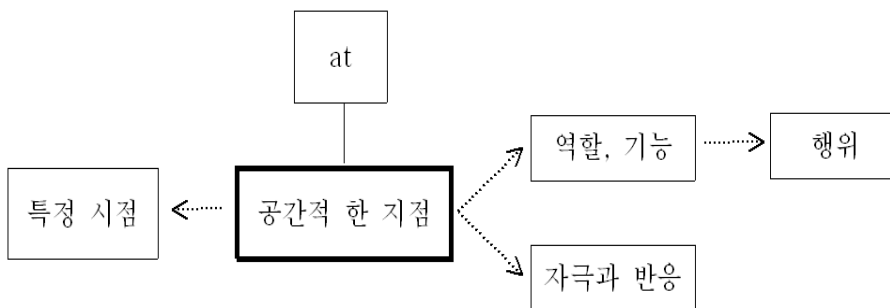 at
역할, 기능
행위
특정 시점
공간적 한 지점
자극과 반응